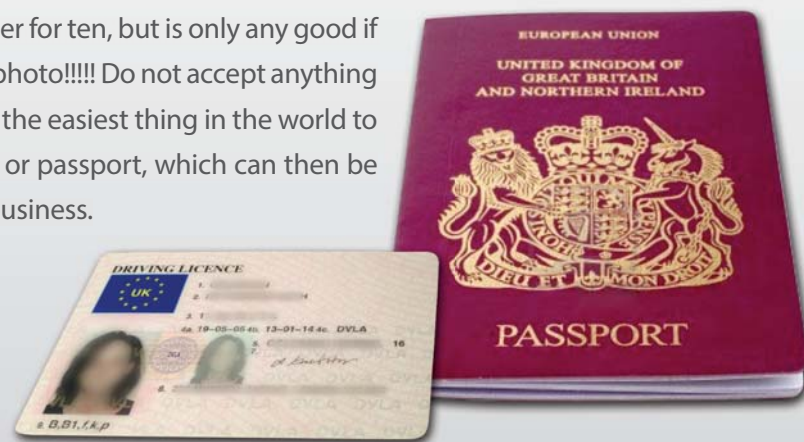 er for ten, but is only any good if
photo!!!!! Do not accept anything
the easiest thing in the world to
or passport, which can then be
usiness.
EUROPEAN UNION
UNITED KINGDOM OF
GREAT BRITAIN
AND NORTHERN IRELAND
DIEU ET MON DROIT
PASSPORT
DRIVING LICENCE
UK
1.
2.
3. 1
4a. 19-05-05 4b. 13-01-14 4c. DVLA
5. 16
7.
8.
9. B,B1,f,k,p